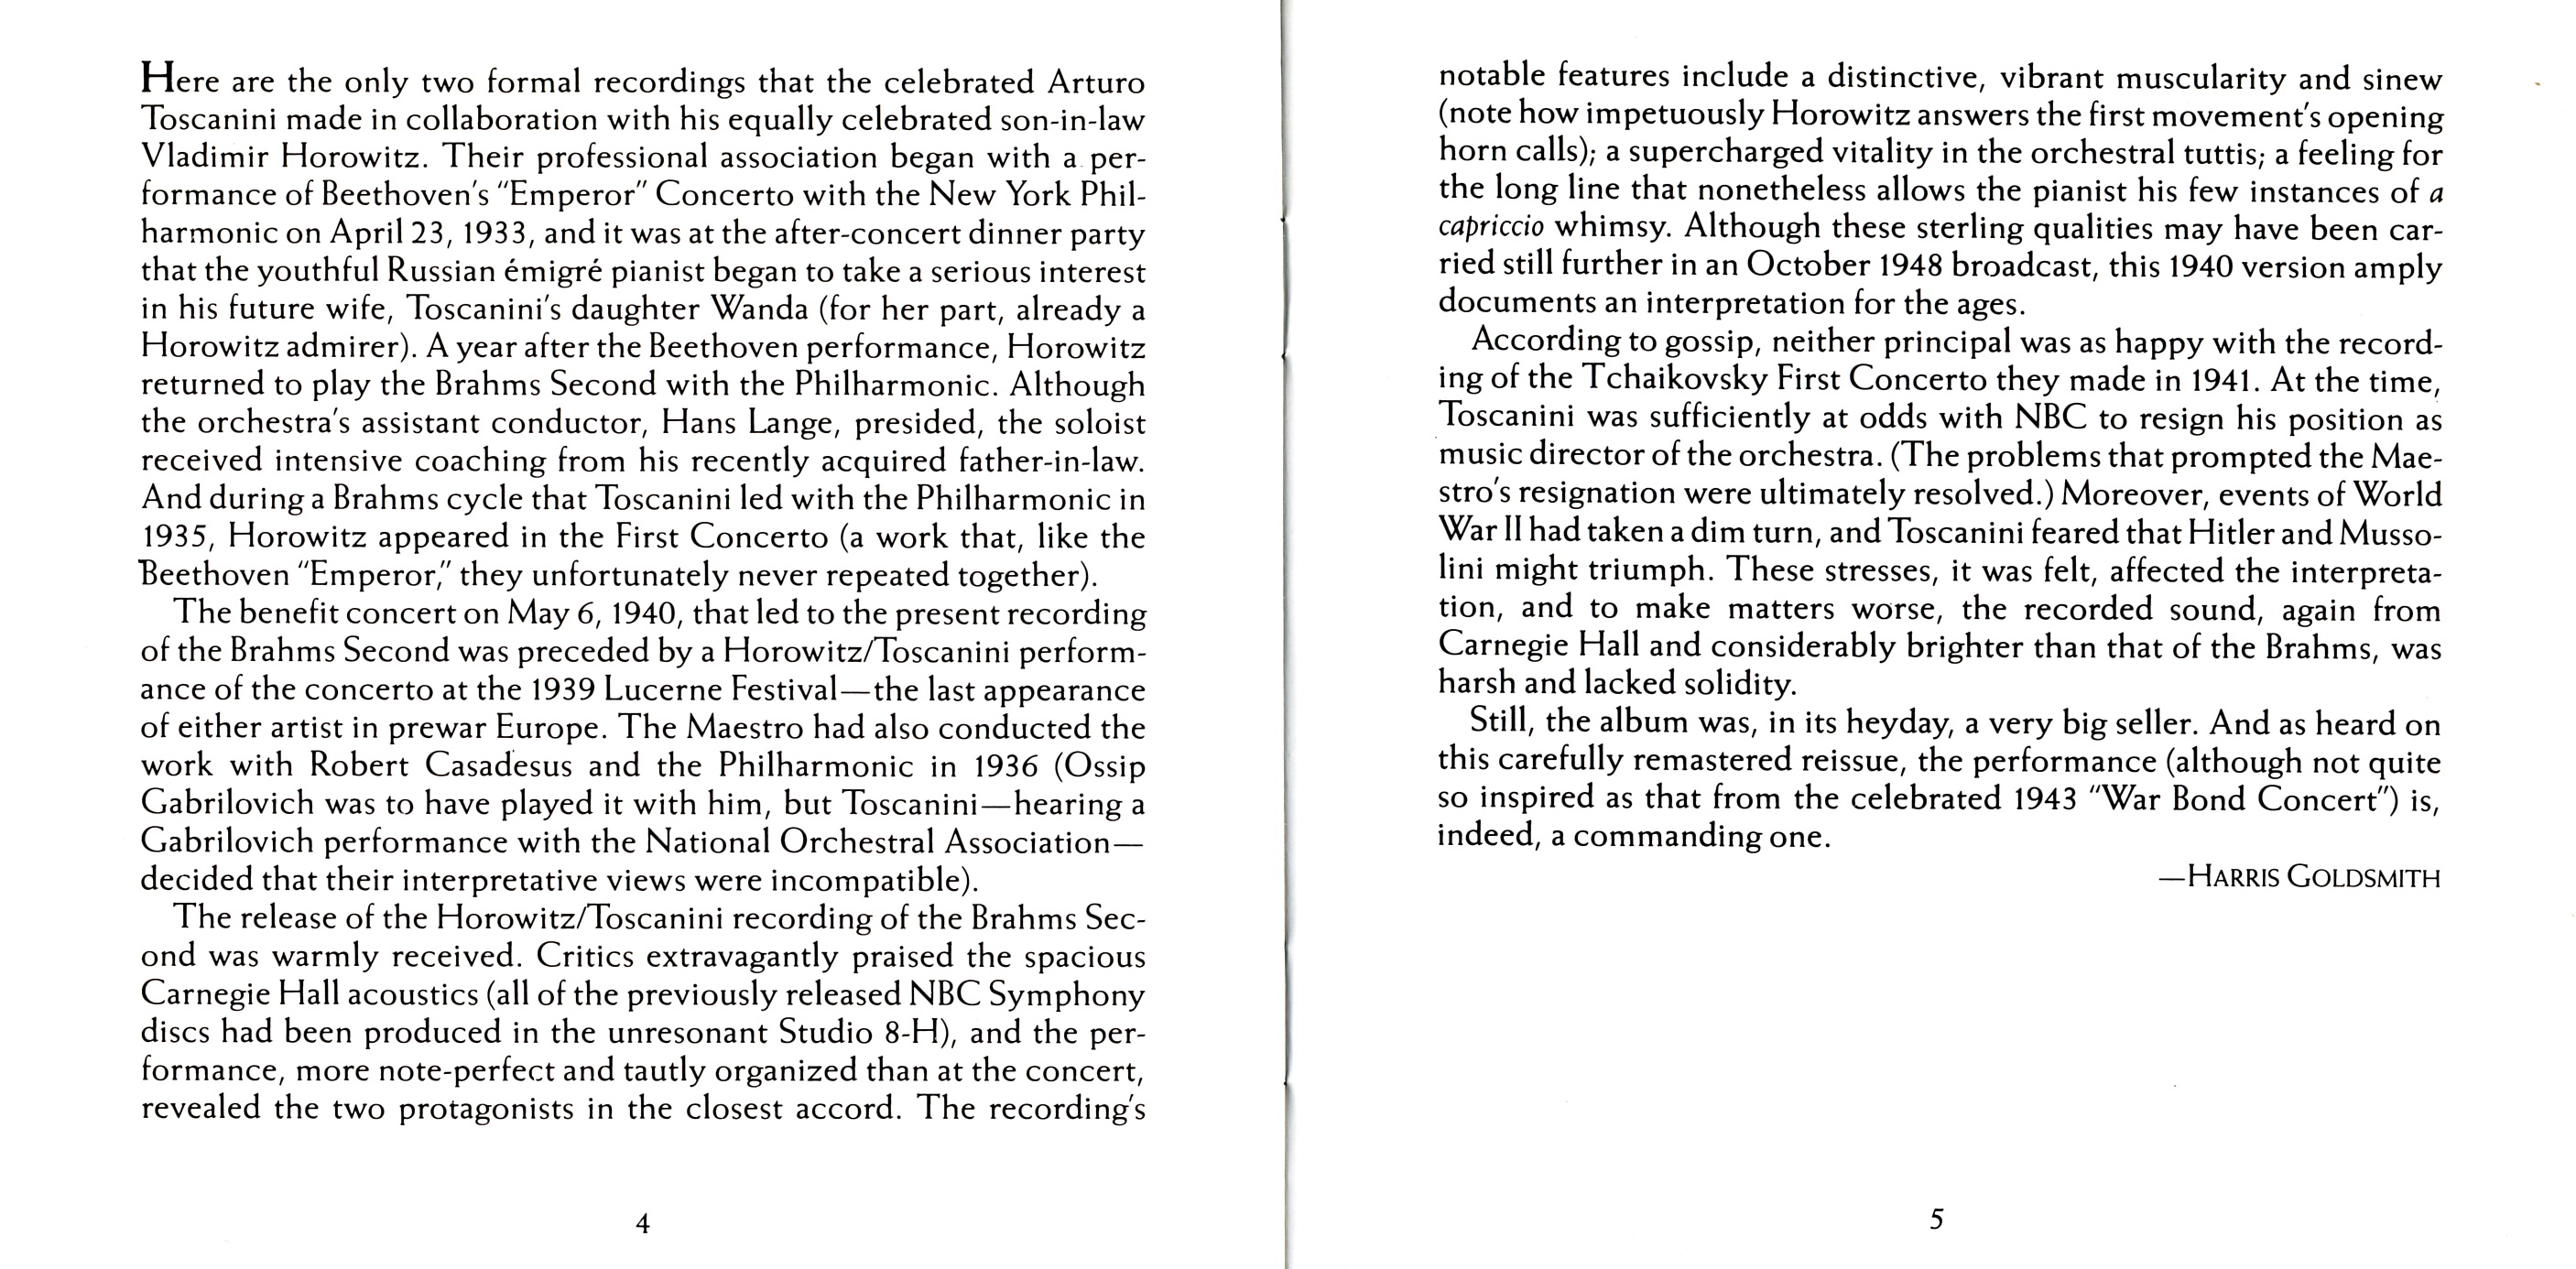 Here are the only two formal recordings that the celebrated Arturo
Toscanini made in collaboration with his equally celebrated son-in-law
Vladimir Horowitz. Their professional association began with a per-
formance of Beethoven's "Emperor" Concerto with the New York Phil-
harmonic on April 23, 1933, and it was at the after-concert dinner party
that the youthful Russian émigré pianist began to take a serious interest
in his future wife, Toscanini's daughter Wanda (for her part, already a
Horowitz admirer). A year after the Beethoven performance, Horowitz
returned to play the Brahms Second with the Philharmonic. Although
the orchestra's assistant conductor, Hans Lange, presided, the soloist
received intensive coaching from his recently acquired father-in-law.
And during a Brahms cycle that Toscanini led with the Philharmonic in
1935, Horowitz appeared in the First Concerto (a work that, like the
Beethoven "Emperor," they unfortunately never repeated together).
The benefit concert on May 6, 1940, that led to the present recording
of the Brahms Second was preceded by a Horowitz/Toscanini perform-
ance of the concerto at the 1939 Lucerne Festival—the last appearance
of either artist in prewar Europe. The Maestro had also conducted the
work with Robert Casadesus and the Philharmonic in 1936 (Ossip
Gabrilovich was to have played it with him, but Toscanini—hearing a
Gabrilovich performance with the National Orchestral Association—
decided that their interpretative views were incompatible).
The release of the Horowitz/Toscanini recording of the Brahms Sec-
ond was warmly received. Critics extravagantly praised the spacious
Carnegie Hall acoustics (all of the previously released NBC Symphony
discs had been produced in the unresonant Studio 8-H), and the per-
formance, more note-perfect and tautly organized than at the concert,
revealed the two protagonists in the closest accord. The recording's
4
notable features include a distinctive, vibrant muscularity and sinew
(note how impetuously Horowitz answers the first movement's opening
horn calls); a supercharged vitality in the orchestral tuttis; a feeling for
the long line that nonetheless allows the pianist his few instances of a
capriccio whimsy. Although these sterling qualities may have been car-
ried still further in an October 1948 broadcast, this 1940 version amply
documents an interpretation for the ages.
According to gossip, neither principal was as happy with the record-
ing of the Tchaikovsky First Concerto they made in 1941. At the time,
Toscanini was sufficiently at odds with NBC to resign his position as
music director of the orchestra. (The problems that prompted the Mae-
stro's resignation were ultimately resolved.) Moreover, events of World
War II had taken a dim turn, and Toscanini feared that Hitler and Musso-
lini might triumph. These stresses, it was felt, affected the interpreta-
tion, and to make matters worse, the recorded sound, again from
Carnegie Hall and considerably brighter than that of the Brahms, was
harsh and lacked solidity.
Still, the album was, in its heyday, a very big seller. And as heard on
this carefully remastered reissue, the performance (although not quite
so inspired as that from the celebrated 1943 "War Bond Concert") is,
indeed, a commanding one.
—HARRIS GOLDSMITH
5